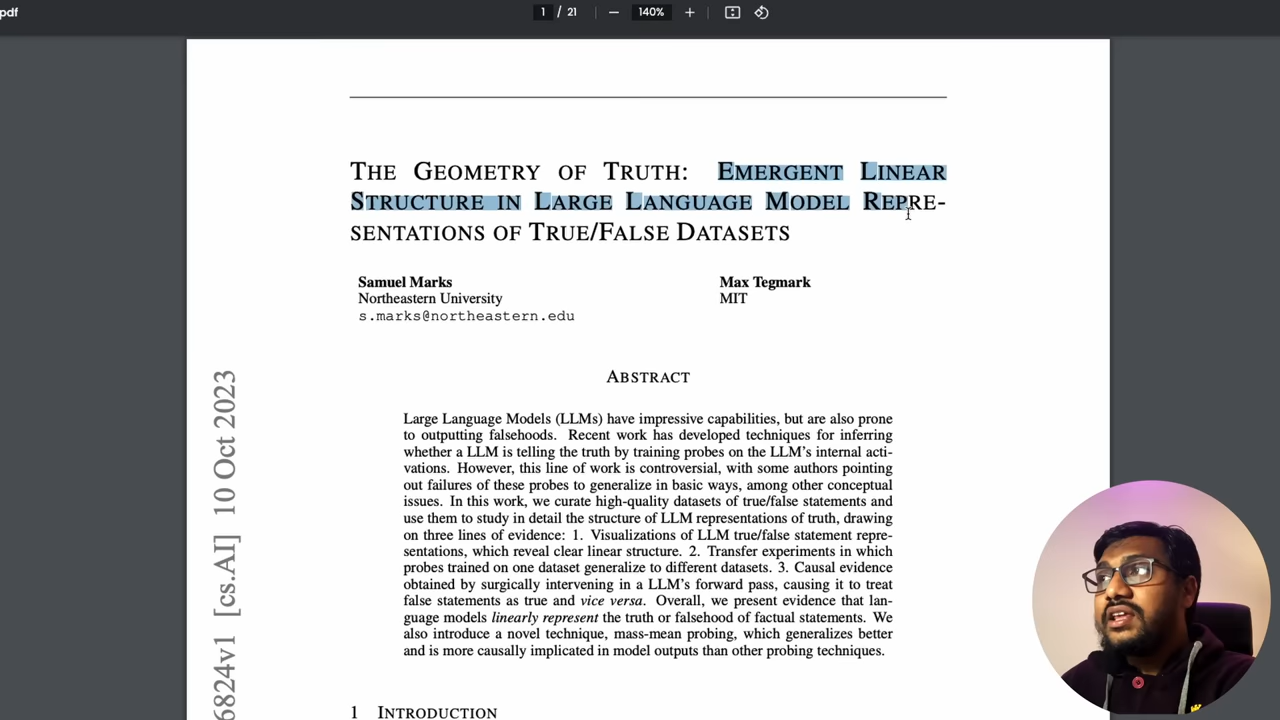 pdf
1 / 21
140%
THE GEOMETRY OF TRUTH: EMERGENT LINEAR
STRUCTURE IN LARGE LANGUAGE MODEL REPRE-
SENTATIONS OF TRUE/FALSE DATASETS
Samuel Marks
Northeastern University
s.marks@northeastern.edu
Max Tegmark
MIT
ABSTRACT
Large Language Models (LLMs) have impressive capabilities, but are also prone
to outputting falsehoods. Recent work has developed techniques for inferring
whether a LLM is telling the truth by training probes on the LLM's internal acti-
vations. However, this line of work is controversial, with some authors pointing
out failures of these probes to generalize in basic ways, among other conceptual
issues. In this work, we curate high-quality datasets of true/false statements and
use them to study in detail the structure of LLM representations of truth, drawing
on three lines of evidence: 1. Visualizations of LLM true/false statement repre-
sentations, which reveal clear linear structure. 2. Transfer experiments in which
probes trained on one dataset generalize to different datasets. 3. Causal evidence
obtained by surgically intervening in a LLM's forward pass, causing it to treat
false statements as true and vice versa. Overall, we present evidence that lan-
guage models linearly represent the truth or falsehood of factual statements. We
also introduce a novel technique, mass-mean probing, which generalizes better
and is more causally implicated in model outputs than other probing techniques.
1 INTRODUCTION
6824v1 [cs.AI] 10 Oct 2023